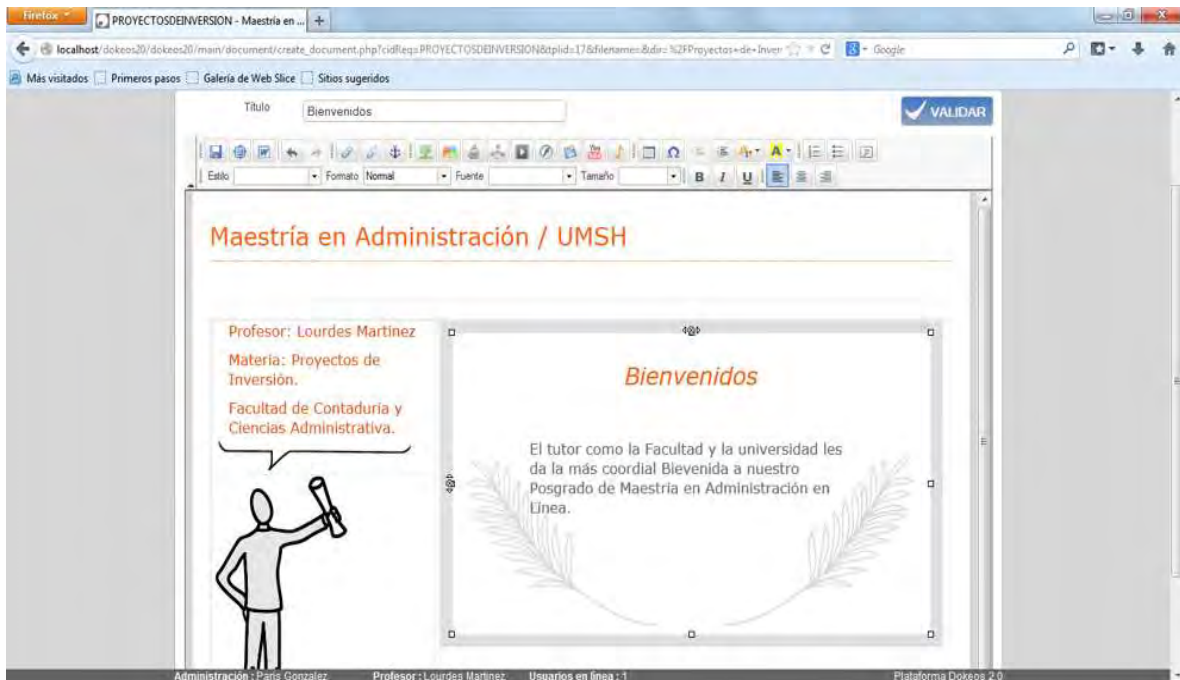 Firefox
PROYECTOSDEINVERSION - Maestría en ...
localhost/dokeos20/dokeos20/main/document/create_document.php?cidReq=PROYECTOSDEINVERSION&tplid=17&filename=&dir=%2FProyectos+de+Inver
Google
Más visitados Primeros pasos Galería de Web Slice Sitios sugeridos
Título Bienvenidos VALIDAR
Estilo Formato Normal Fuente Tamaño B I U
Maestría en Administración / UMSH
Profesor: Lourdes Martinez
Materia: Proyectos de
Inversión.
Facultad de Contaduría y
Ciencias Administrativa.
Bienvenidos
El tutor como la Facultad y la universidad les
da la más coordial Bievenida a nuestro
Posgrado de Maestria en Administración en
Linea.
Administración : Paris Gonzalez Profesor : Lourdes Martinez Usuarios en línea : 1 Plataforma Dokeos 2.0